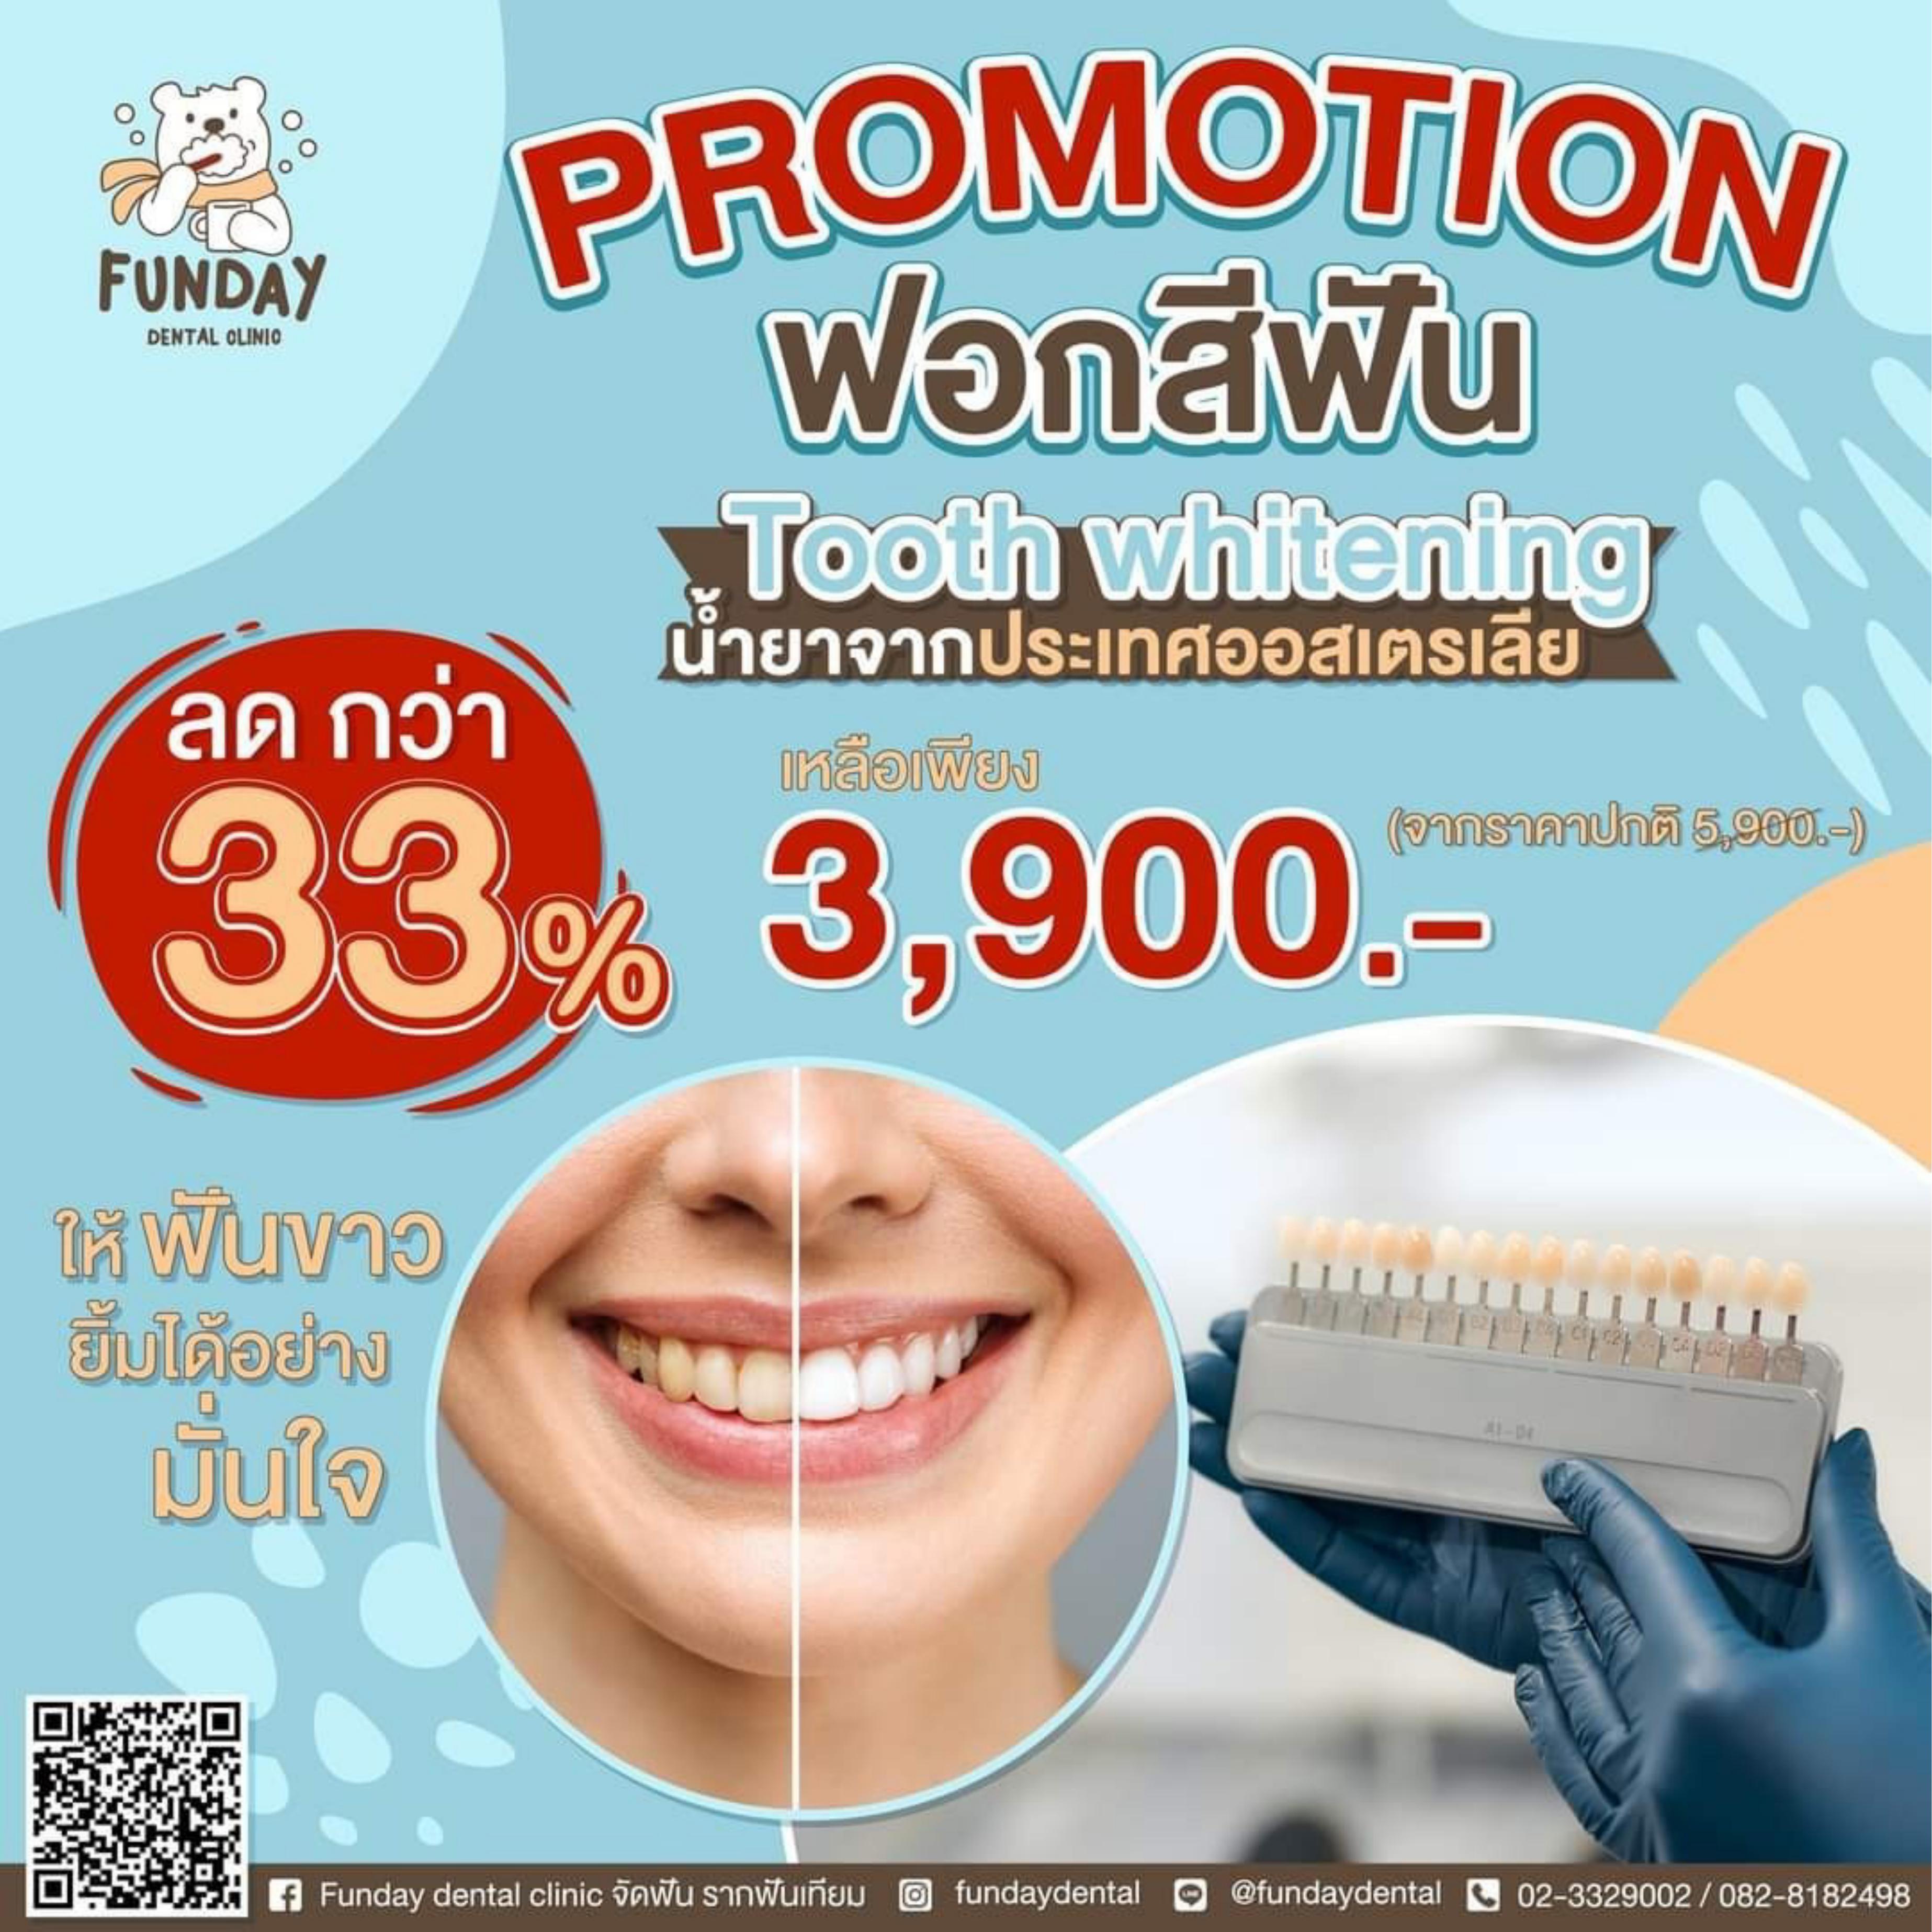 FUNDAY
DENTAL CLINIC
PROMOTION
ฟอกสีฟัน
Tooth whitening
น้ำยาจากประเทศออสเตรเลีย
ลด กว่า
33%
เหลือเพียง
3,900.-
(จากราคาปกติ 5,900.-)
ให้ ฟันขาว
ยิ้มได้อย่าง
มั่นใจ
A1-D4
Funday dental clinic จัดฟัน รากฟันเทียม
fundaydental
@fundaydental
02-3329002 / 082-8182498